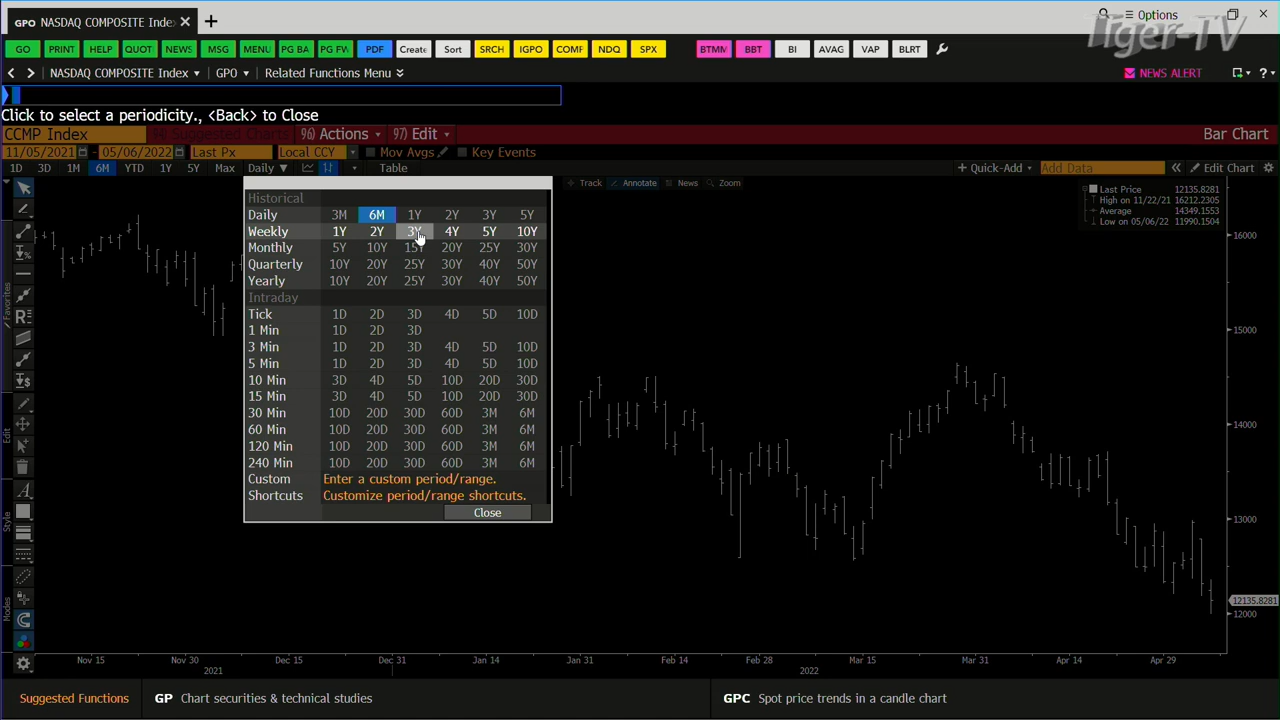 GPO NASDAQ COMPOSITE Index
Options
Tiger-TV
GO PRINT HELP QUOT NEWS MSG MENU PG BA PG FW PDF Create Sort SRCH IGPO COMF NDQ SPX BTMM BBT BI AVAG VAP BLRT
NASDAQ COMPOSITE Index GPO Related Functions Menu NEWS ALERT ?
Click to select a periodicity., <Back> to Close
CCMP Index 94) Suggested Charts 96) Actions 97) Edit Bar Chart
11/05/2021 - 05/06/2022 Last Px Local CCY Mov Avgs Key Events
1D 3D 1M 6M YTD 1Y 5Y Max Daily ▼ Table + Quick-Add Add Data « Edit Chart
Track Annotate News Zoom
Last Price 12135.8281
High on 11/22/21 16212.2305
Average 14349.1553
Low on 05/06/22 11990.1504
Historical
Daily 3M 6M 1Y 2Y 3Y 5Y
Weekly 1Y 2Y 3Y 4Y 5Y 10Y
Monthly 5Y 10Y 15Y 20Y 25Y 30Y
Quarterly 10Y 20Y 25Y 30Y 40Y 50Y
Yearly 10Y 20Y 25Y 30Y 40Y 50Y
Intraday
Tick 1D 2D 3D 4D 5D 10D
1 Min 1D 2D 3D
3 Min 1D 2D 3D 4D 5D 10D
5 Min 1D 2D 3D 4D 5D 10D
10 Min 3D 4D 5D 10D 20D 30D
15 Min 3D 4D 5D 10D 20D 30D
30 Min 10D 20D 30D 60D 3M 6M
60 Min 10D 20D 30D 60D 3M 6M
120 Min 10D 20D 30D 60D 3M 6M
240 Min 10D 20D 30D 60D 3M 6M
Custom Enter a custom period/range.
Shortcuts Customize period/range shortcuts.
Close
Favorites
Edit
Style
Modes
16000
15000
14000
13000
12135.8281
12000
Nov 15 Nov 30 Dec 15 Dec 31 Jan 14 Jan 31 Feb 14 Feb 28 Mar 15 Mar 31 Apr 14 Apr 29
2021 2022
Suggested Functions GP Chart securities & technical studies GPC Spot price trends in a candle chart